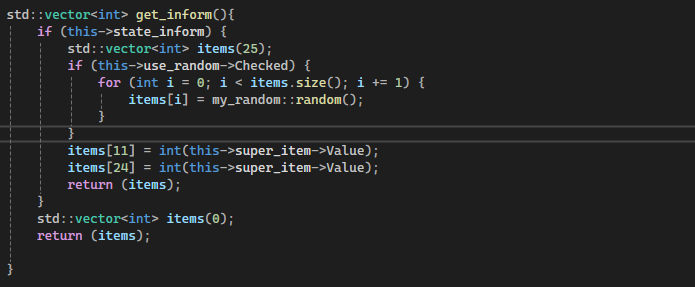 std::vector<int> get_inform(){
if (this->state_inform) {
std::vector<int> items(25);
if (this->use_random->Checked) {
for (int i = 0; i < items.size(); i += 1) {
items[i] = my_random::random();
}
}
items[11] = int(this->super_item->Value);
items[24] = int(this->super_item->Value);
return (items);
}
std::vector<int> items(0);
return (items);
}